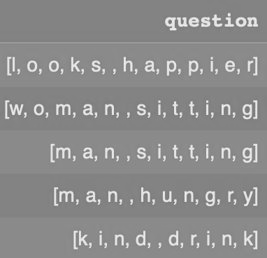 question
[l, o, o, k, s, , h, a, p, p, i, e, r]
[w, o, m, a, n, , s, i, t, t, i, n, g]
[m, a, n, , s, i, t, t, i, n, g]
[m, a, n, , h, u, n, g, r, y]
[k, i, n, d, , d, r, i, n, k]